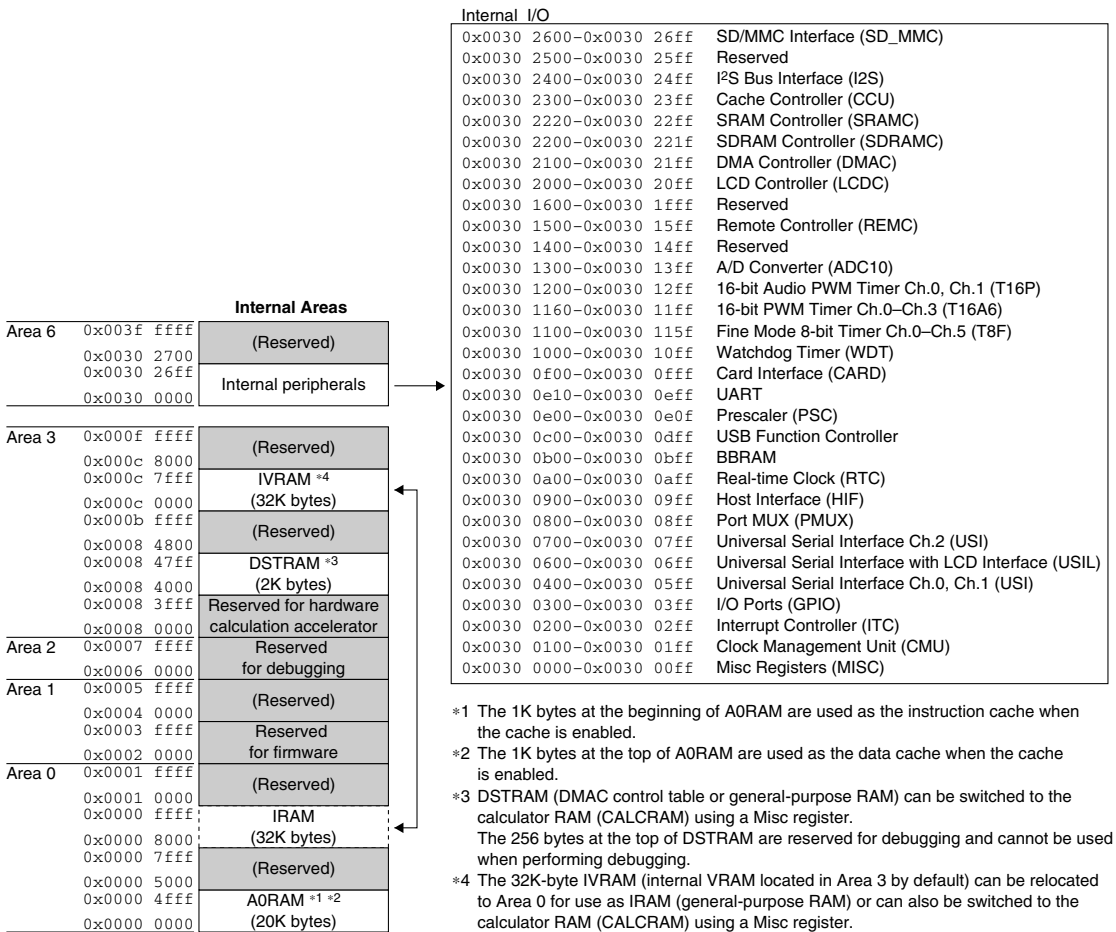 Internal I/O
0x0030 2600–0x0030 26ff SD/MMC Interface (SD_MMC)
0x0030 2500–0x0030 25ff Reserved
0x0030 2400–0x0030 24ff I²S Bus Interface (I2S)
0x0030 2300–0x0030 23ff Cache Controller (CCU)
0x0030 2220–0x0030 22ff SRAM Controller (SRAMC)
0x0030 2200–0x0030 221f SDRAM Controller (SDRAMC)
0x0030 2100–0x0030 21ff DMA Controller (DMAC)
0x0030 2000–0x0030 20ff LCD Controller (LCDC)
0x0030 1600–0x0030 1fff Reserved
0x0030 1500–0x0030 15ff Remote Controller (REMC)
0x0030 1400–0x0030 14ff Reserved
0x0030 1300–0x0030 13ff A/D Converter (ADC10)
0x0030 1200–0x0030 12ff 16-bit Audio PWM Timer Ch.0, Ch.1 (T16P)
0x0030 1160–0x0030 11ff 16-bit PWM Timer Ch.0–Ch.3 (T16A6)
0x0030 1100–0x0030 115f Fine Mode 8-bit Timer Ch.0–Ch.5 (T8F)
0x0030 1000–0x0030 10ff Watchdog Timer (WDT)
0x0030 0f00–0x0030 0fff Card Interface (CARD)
0x0030 0e10–0x0030 0eff UART
0x0030 0e00–0x0030 0e0f Prescaler (PSC)
0x0030 0c00–0x0030 0dff USB Function Controller
0x0030 0b00–0x0030 0bff BBRAM
0x0030 0a00–0x0030 0aff Real-time Clock (RTC)
0x0030 0900–0x0030 09ff Host Interface (HIF)
0x0030 0800–0x0030 08ff Port MUX (PMUX)
0x0030 0700–0x0030 07ff Universal Serial Interface Ch.2 (USI)
0x0030 0600–0x0030 06ff Universal Serial Interface with LCD Interface (USIL)
0x0030 0400–0x0030 05ff Universal Serial Interface Ch.0, Ch.1 (USI)
0x0030 0300–0x0030 03ff I/O Ports (GPIO)
0x0030 0200–0x0030 02ff Interrupt Controller (ITC)
0x0030 0100–0x0030 01ff Clock Management Unit (CMU)
0x0030 0000–0x0030 00ff Misc Registers (MISC)
Internal Areas
Area 6 0x003f ffff
(Reserved)
0x0030 2700
0x0030 26ff
Internal peripherals
0x0030 0000
Area 3 0x000f ffff
(Reserved)
0x000c 8000
0x000c 7fff IVRAM *4
0x000c 0000 (32K bytes)
0x000b ffff
(Reserved)
0x0008 4800
0x0008 47ff DSTRAM *3
0x0008 4000 (2K bytes)
0x0008 3fff Reserved for hardware
0x0008 0000 calculation accelerator
Area 2 0x0007 ffff Reserved
0x0006 0000 for debugging
Area 1 0x0005 ffff
(Reserved)
0x0004 0000
0x0003 ffff Reserved
0x0002 0000 for firmware
Area 0 0x0001 ffff
(Reserved)
0x0001 0000
0x0000 ffff IRAM
0x0000 8000 (32K bytes)
0x0000 7fff
(Reserved)
0x0000 5000
0x0000 4fff A0RAM *1 *2
0x0000 0000 (20K bytes)
*1 The 1K bytes at the beginning of A0RAM are used as the instruction cache when
the cache is enabled.
*2 The 1K bytes at the top of A0RAM are used as the data cache when the cache
is enabled.
*3 DSTRAM (DMAC control table or general-purpose RAM) can be switched to the
calculator RAM (CALCRAM) using a Misc register.
The 256 bytes at the top of DSTRAM are reserved for debugging and cannot be used
when performing debugging.
*4 The 32K-byte IVRAM (internal VRAM located in Area 3 by default) can be relocated
to Area 0 for use as IRAM (general-purpose RAM) or can also be switched to the
calculator RAM (CALCRAM) using a Misc register.